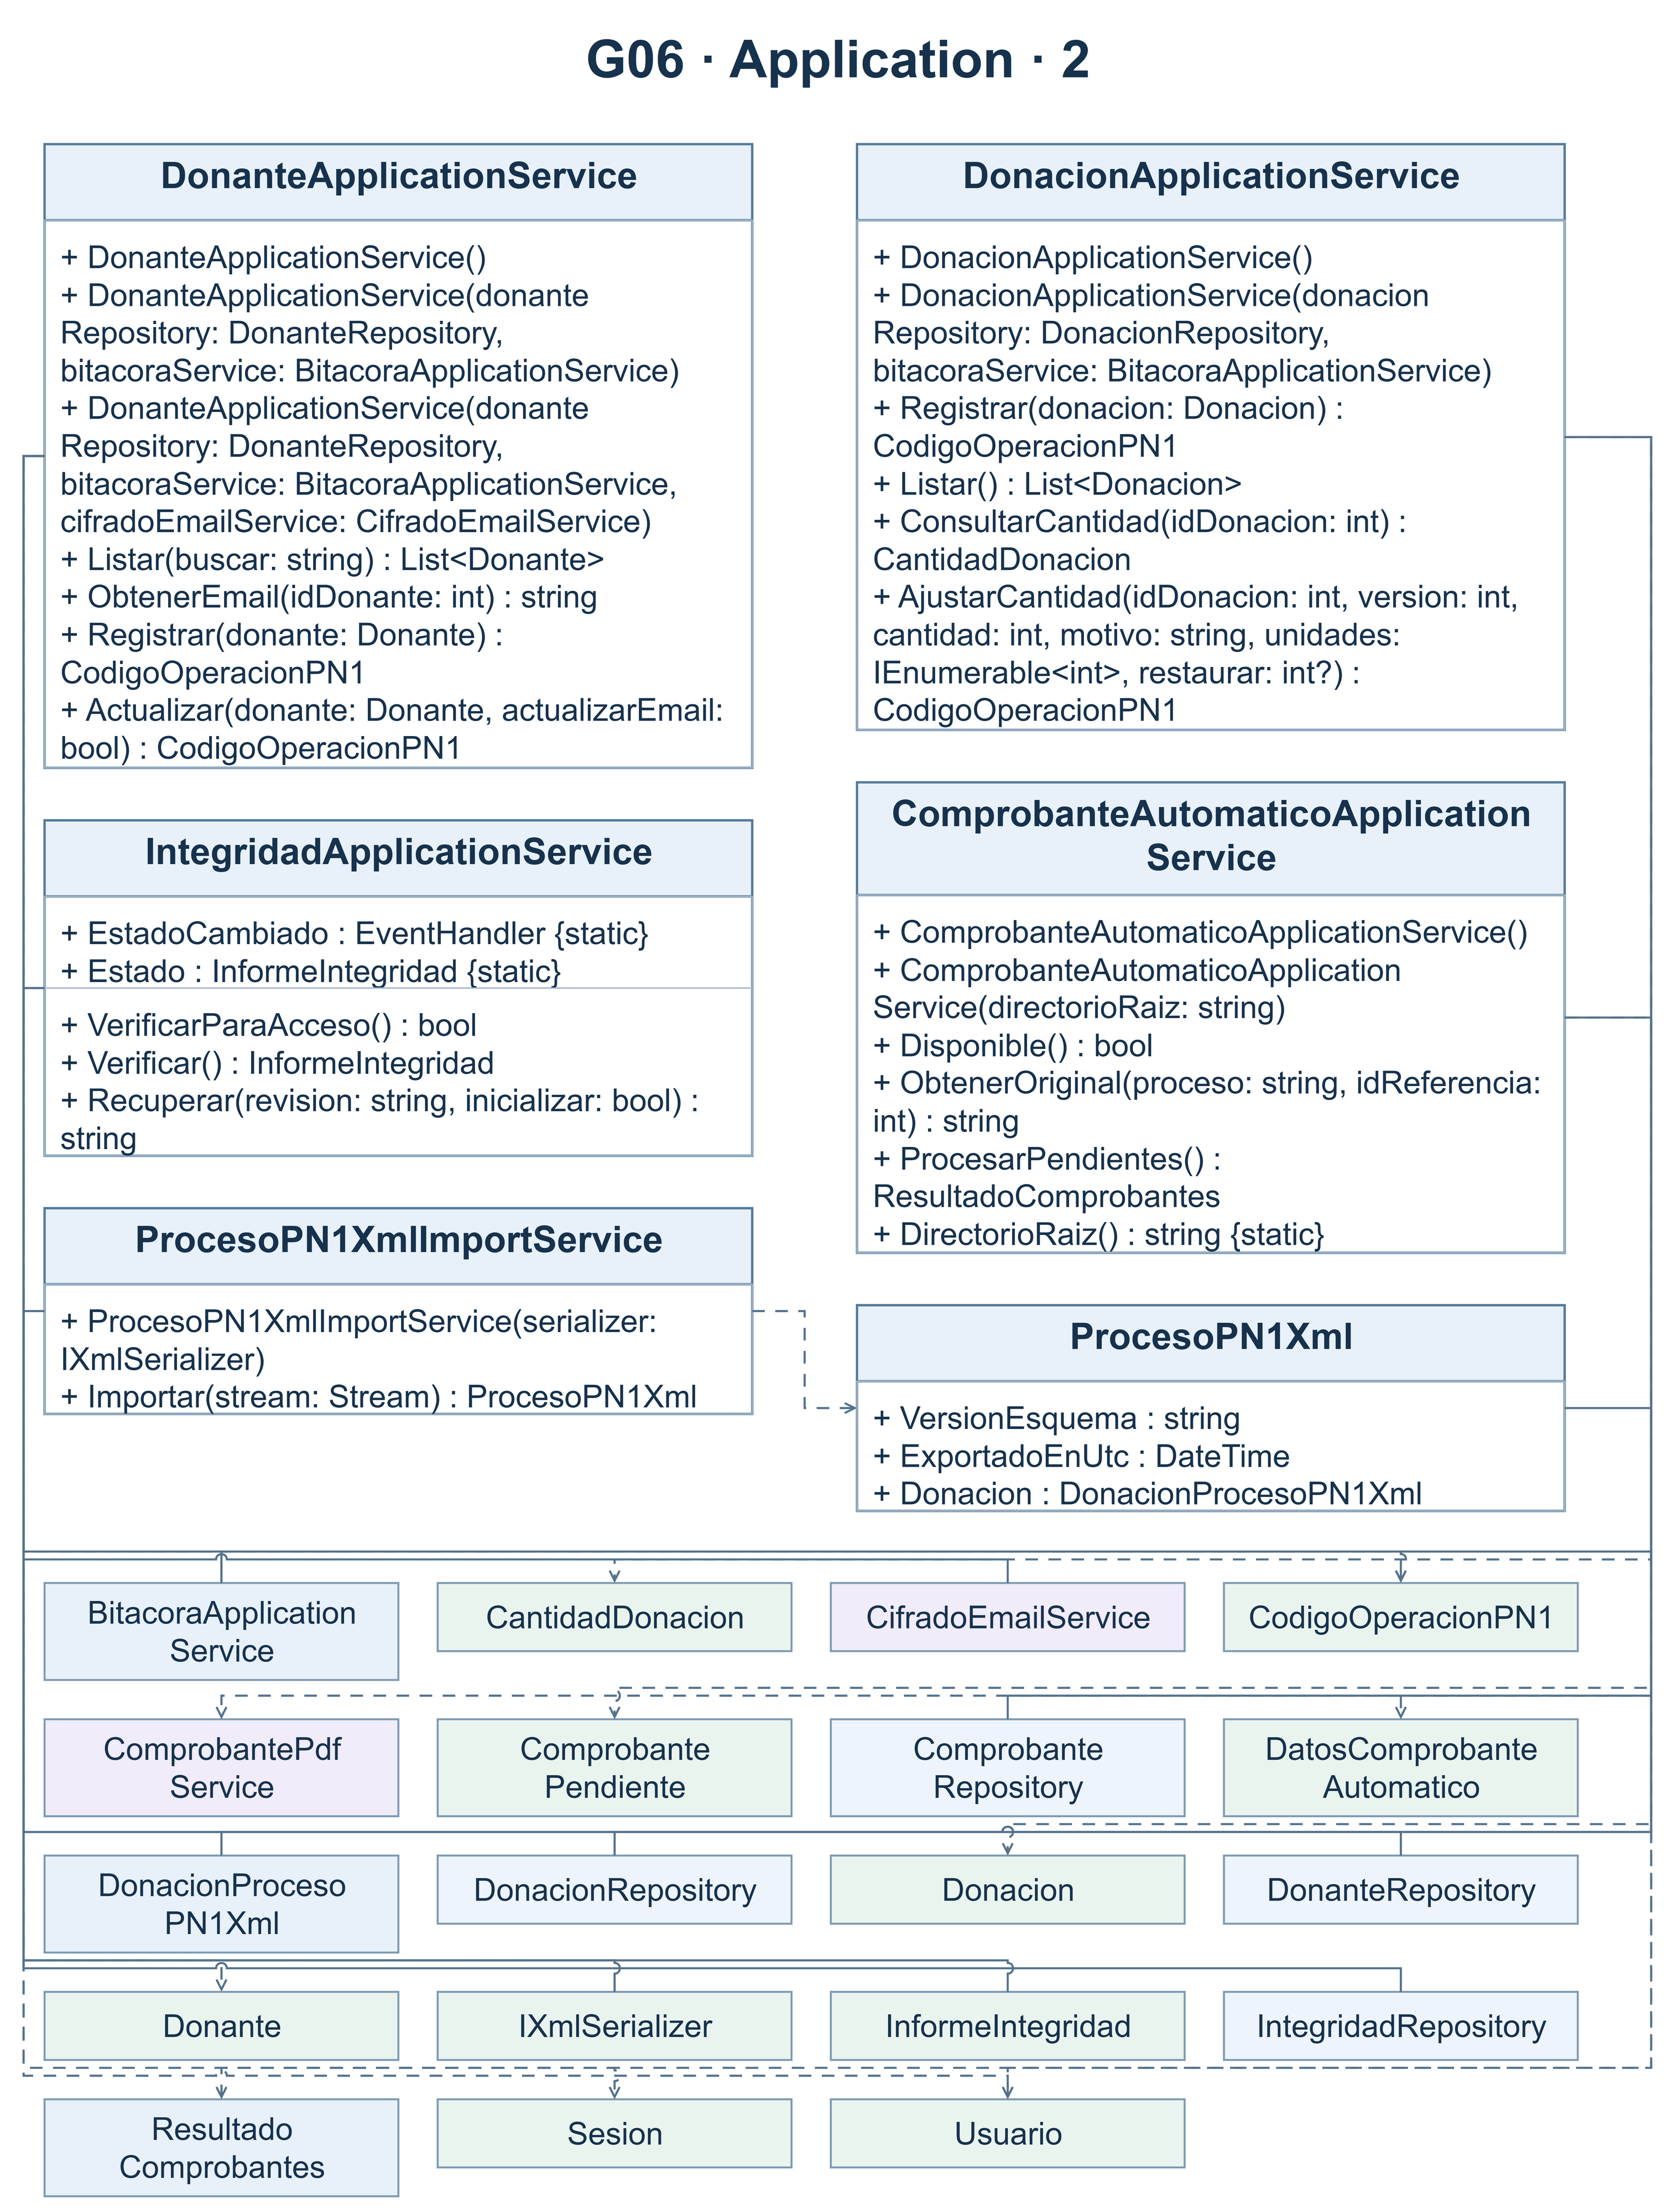 G06 · Application · 2
DonanteApplicationService
+ DonanteApplicationService()
+ DonanteApplicationService(donante
Repository: DonanteRepository,
bitacoraService: BitacoraApplicationService)
+ DonanteApplicationService(donante
Repository: DonanteRepository,
bitacoraService: BitacoraApplicationService,
cifradoEmailService: CifradoEmailService)
+ Listar(buscar: string) : List<Donante>
+ ObtenerEmail(idDonante: int) : string
+ Registrar(donante: Donante) :
CodigoOperacionPN1
+ Actualizar(donante: Donante, actualizarEmail:
bool) : CodigoOperacionPN1
DonacionApplicationService
+ DonacionApplicationService()
+ DonacionApplicationService(donacion
Repository: DonacionRepository,
bitacoraService: BitacoraApplicationService)
+ Registrar(donacion: Donacion) :
CodigoOperacionPN1
+ Listar() : List<Donacion>
+ ConsultarCantidad(idDonacion: int) :
CantidadDonacion
+ AjustarCantidad(idDonacion: int, version: int,
cantidad: int, motivo: string, unidades:
IEnumerable<int>, restaurar: int?) :
CodigoOperacionPN1
IntegridadApplicationService
+ EstadoCambiado : EventHandler {static}
+ Estado : InformeIntegridad {static}
+ VerificarParaAcceso() : bool
+ Verificar() : InformeIntegridad
+ Recuperar(revision: string, inicializar: bool) :
string
ComprobanteAutomaticoApplication
Service
+ ComprobanteAutomaticoApplicationService()
+ ComprobanteAutomaticoApplication
Service(directorioRaiz: string)
+ Disponible() : bool
+ ObtenerOriginal(proceso: string, idReferencia:
int) : string
+ ProcesarPendientes() :
ResultadoComprobantes
+ DirectorioRaiz() : string {static}
ProcesoPN1XmlImportService
+ ProcesoPN1XmlImportService(serializer:
IXmlSerializer)
+ Importar(stream: Stream) : ProcesoPN1Xml
ProcesoPN1Xml
+ VersionEsquema : string
+ ExportadoEnUtc : DateTime
+ Donacion : DonacionProcesoPN1Xml
BitacoraApplication
Service
CantidadDonacion
CifradoEmailService
CodigoOperacionPN1
ComprobantePdf
Service
Comprobante
Pendiente
Comprobante
Repository
DatosComprobante
Automatico
DonacionProceso
PN1Xml
DonacionRepository
Donacion
DonanteRepository
Donante
IXmlSerializer
InformeIntegridad
IntegridadRepository
Resultado
Comprobantes
Sesion
Usuario